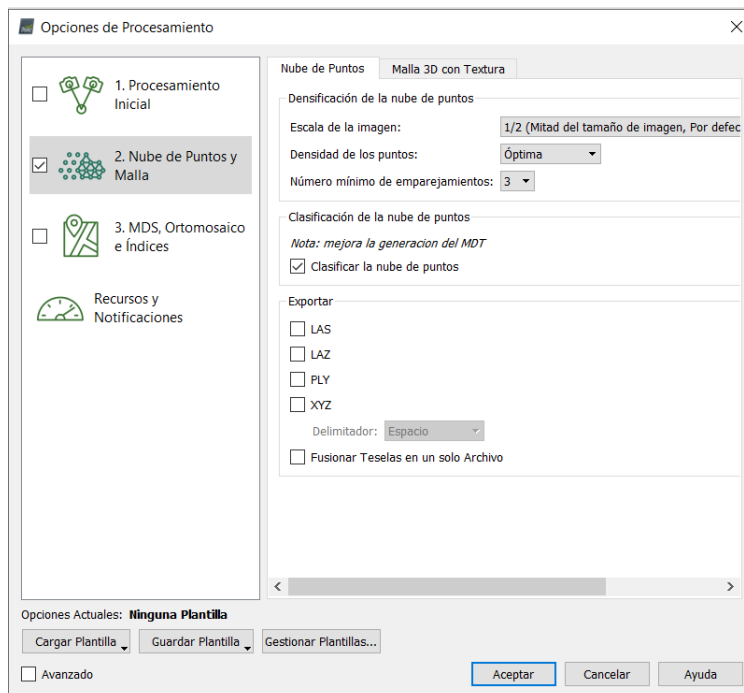 Opciones de Procesamiento
1. Procesamiento
Inicial
2. Nube de Puntos y
Malla
3. MDS, Ortomosaico
e Índices
Recursos y
Notificaciones
Nube de Puntos
Malla 3D con Textura
Densificación de la nube de puntos
Escala de la imagen: 1/2 (Mitad del tamaño de imagen, Por defec
Densidad de los puntos: Óptima
Número mínimo de emparejamientos: 3
Clasificación de la nube de puntos
Nota: mejora la generacion del MDT
Clasificar la nube de puntos
Exportar
LAS
LAZ
PLY
XYZ
Delimitador: Espacio
Fusionar Teselas en un solo Archivo
Opciones Actuales: Ninguna Plantilla
Cargar Plantilla Guardar Plantilla Gestionar Plantillas...
Avanzado Aceptar Cancelar Ayuda